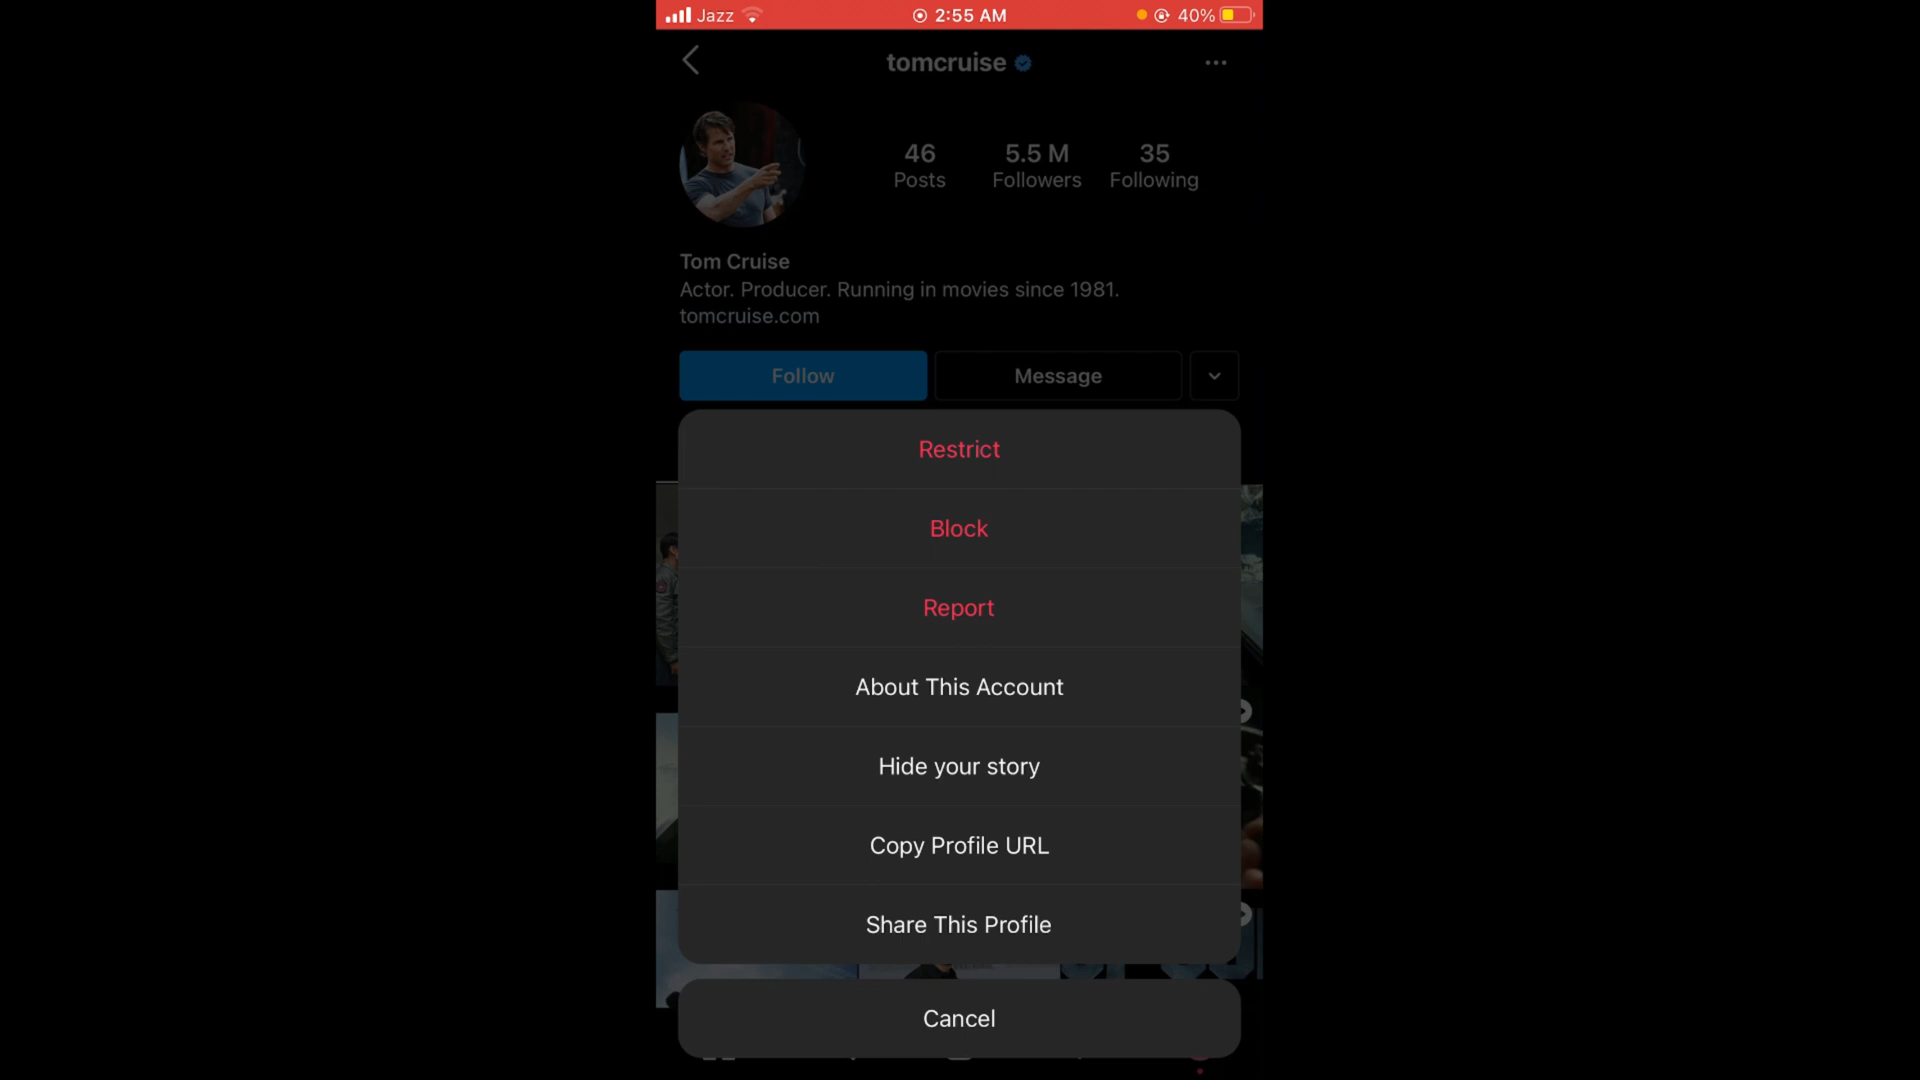 Jazz 2:55 AM 40%
tomcruise
46 5.5 M 35
Posts Followers Following
Tom Cruise
Actor. Producer. Running in movies since 1981.
tomcruise.com
Follow Message
Restrict
Block
Report
About This Account
Hide your story
Copy Profile URL
Share This Profile
Cancel